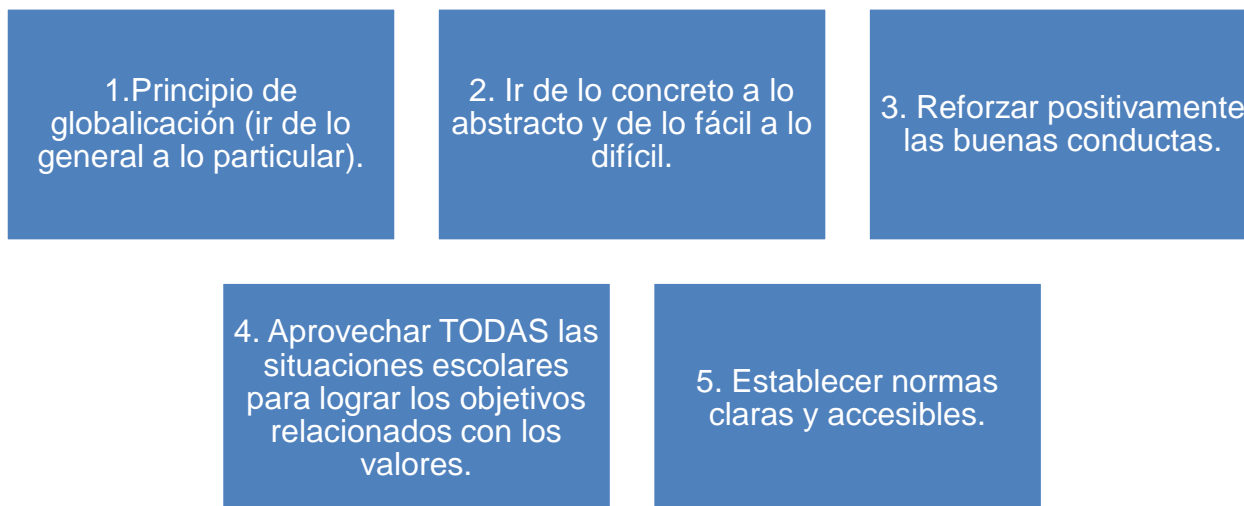 1.Principio de
globalicación (ir de lo
general a lo particular).
2. Ir de lo concreto a lo
abstracto y de lo fácil a lo
difícil.
3. Reforzar positivamente
las buenas conductas.
4. Aprovechar TODAS las
situaciones escolares
para lograr los objetivos
relacionados con los
valores.
5. Establecer normas
claras y accesibles.